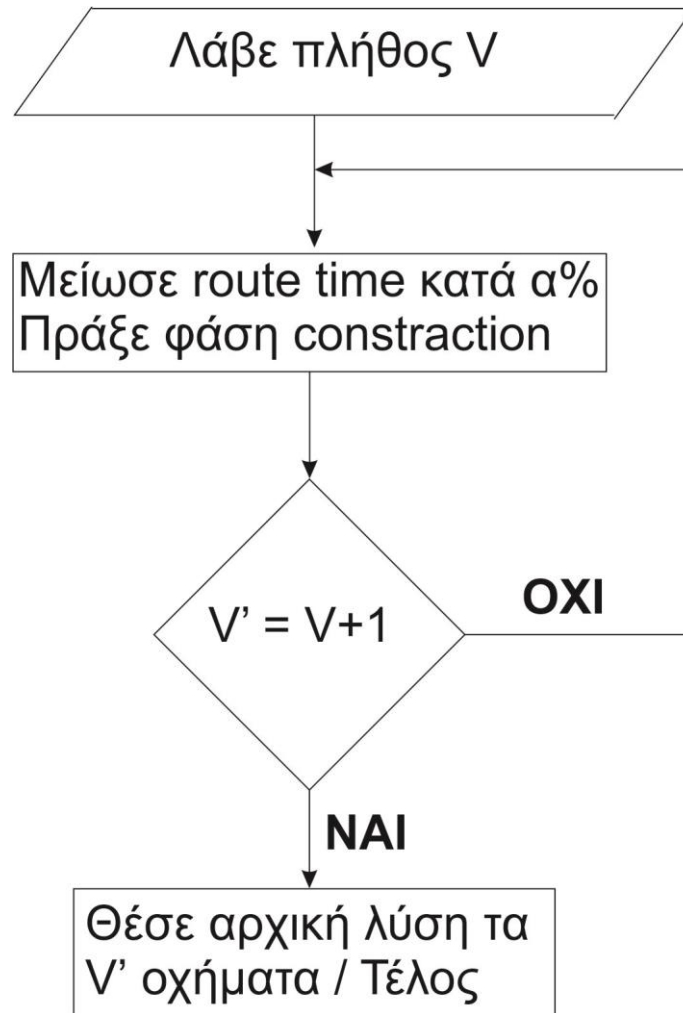 Λάβε πλήθος V
Μείωσε route time κατά α%
Πράξε φάση constraction
V’ = V+1
ΟΧΙ
ΝΑΙ
Θέσε αρχική λύση τα
V’ οχήματα / Τέλος